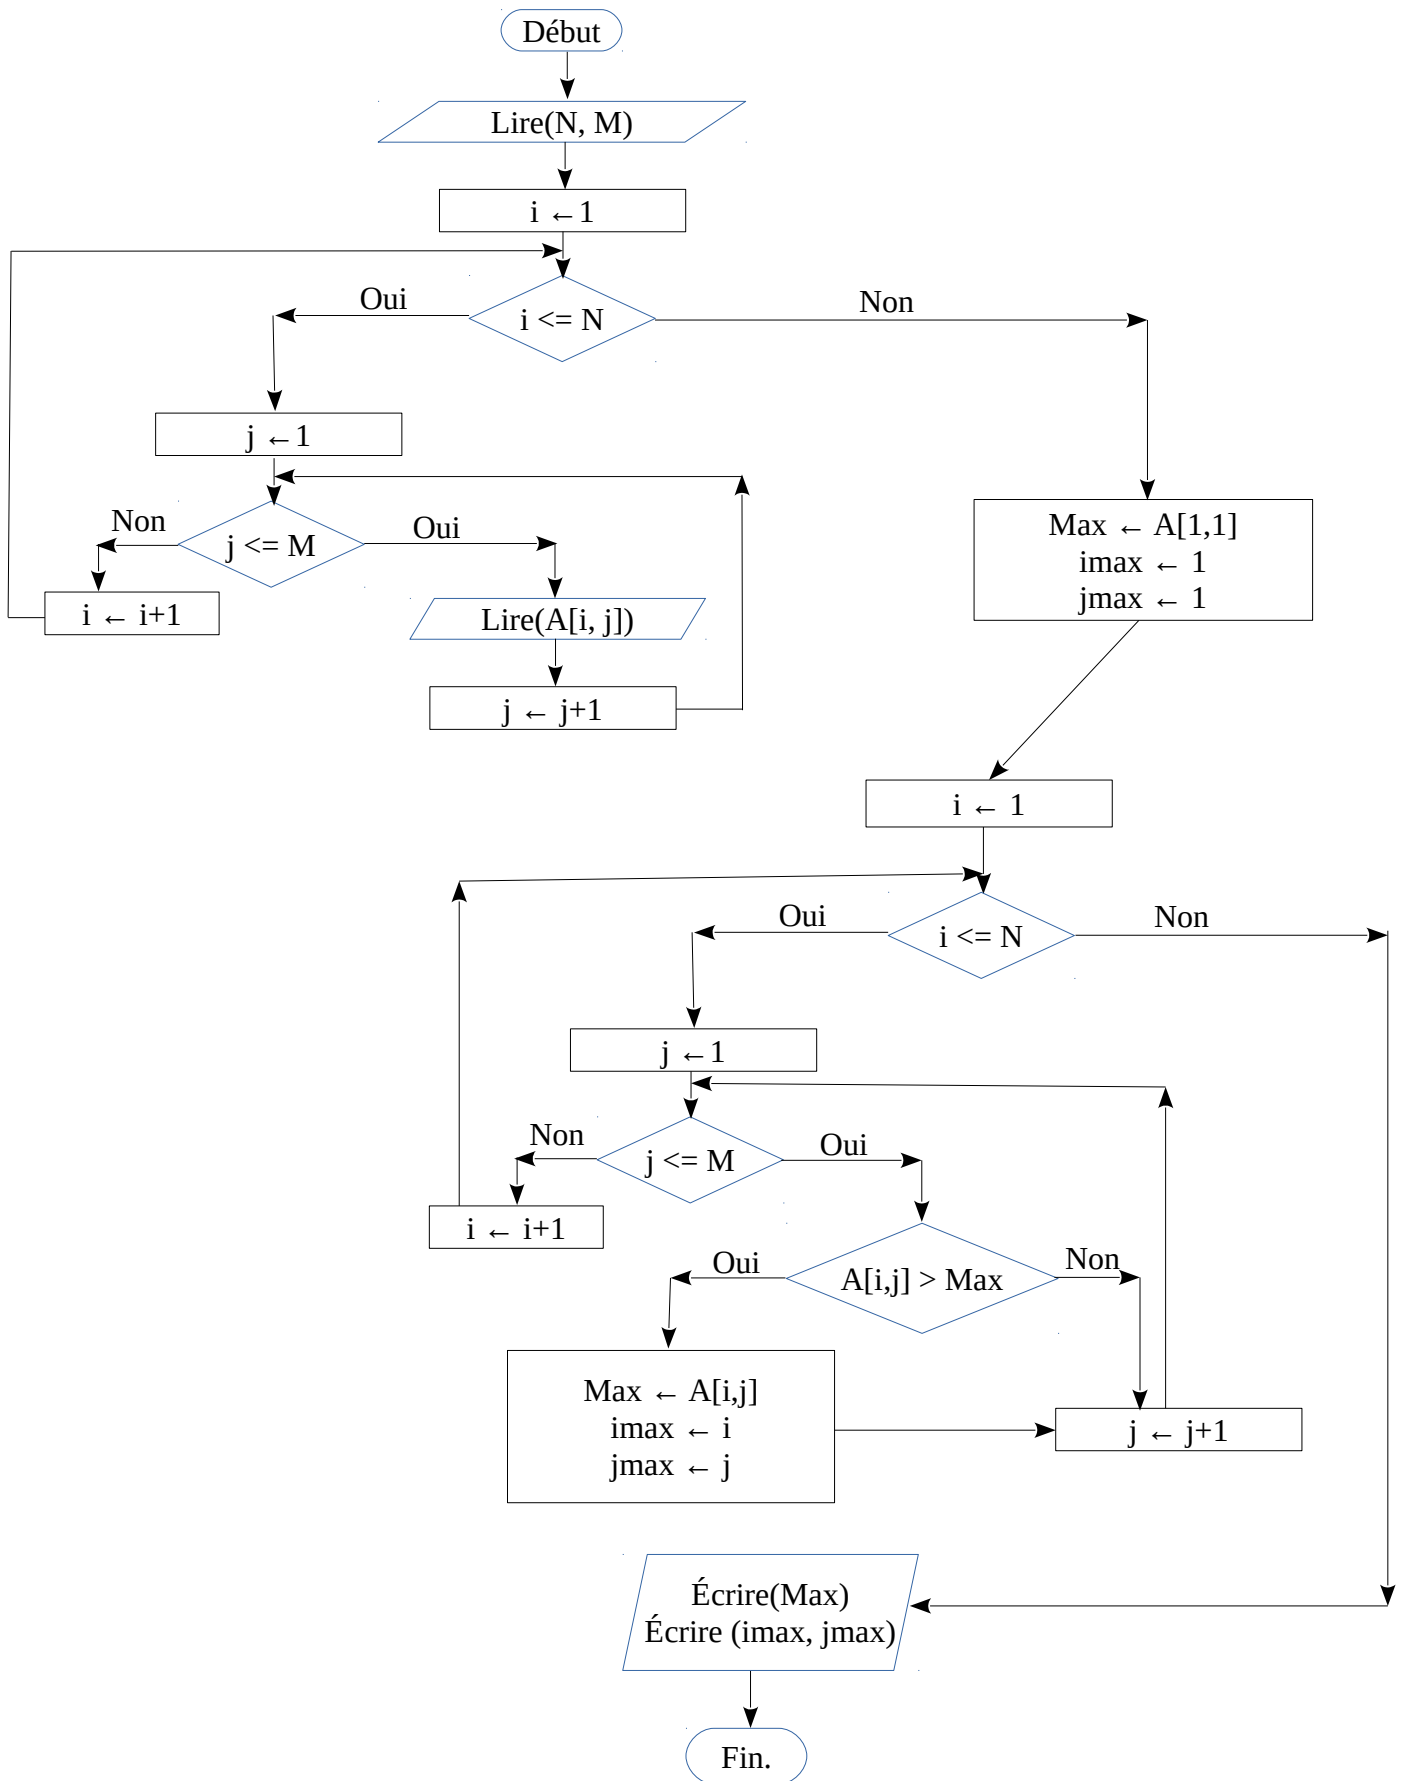 Début
Lire(N, M)
i ←1
Oui
i <= N
Non
j ←1
Non
j <= M
Oui
i ← i+1
Lire(A[i, j])
j ← j+1
Max ← A[1,1]
imax ← 1
jmax ← 1
i ← 1
Oui
i <= N
Non
j ←1
Non
j <= M
Oui
i ← i+1
Oui
A[i,j] > Max
Non
Max ← A[i,j]
imax ← i
jmax ← j
j ← j+1
Écrire(Max)
Écrire (imax, jmax)
Fin.